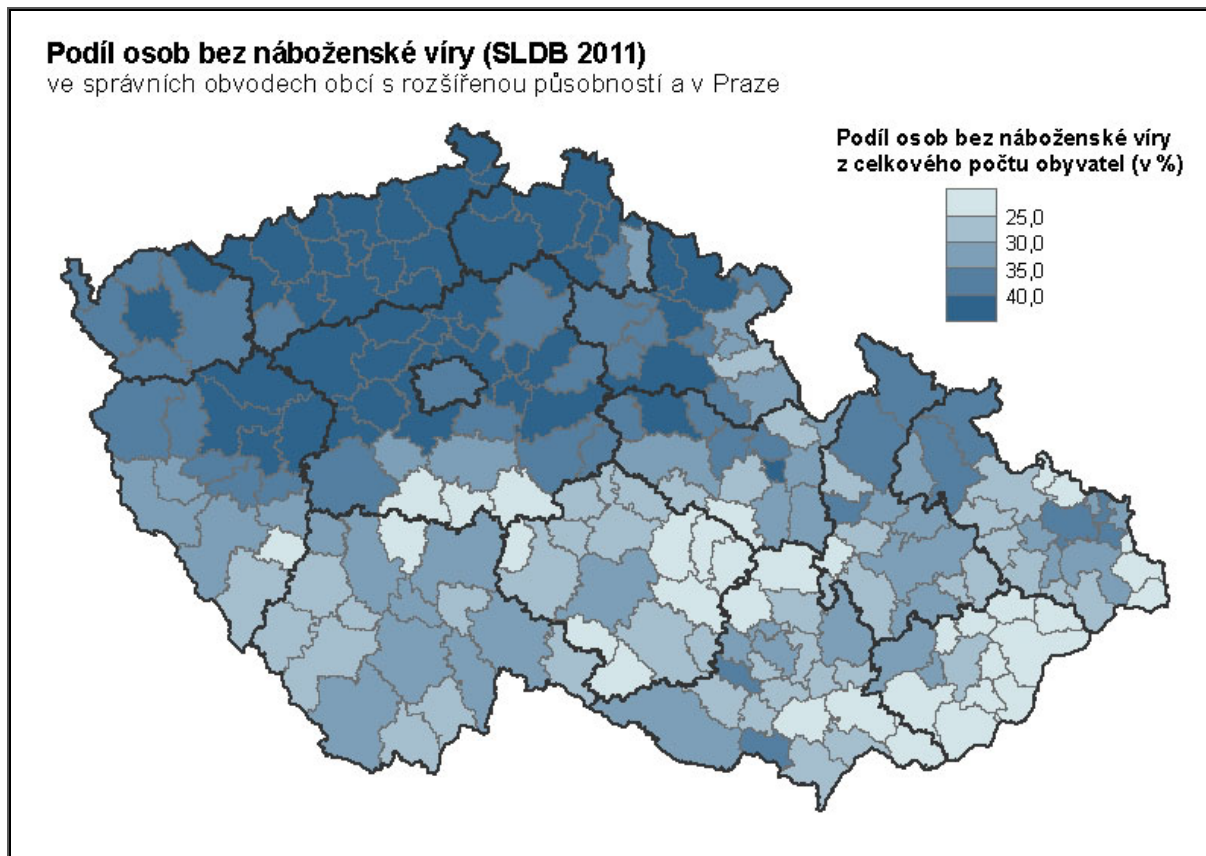 Podíl osob bez náboženské víry (SLDB 2011)
ve správních obvodech obcí s rozšířenou působností a v Praze
Podíl osob bez náboženské víry
z celkového počtu obyvatel (v %)
25,0
30,0
35,0
40,0